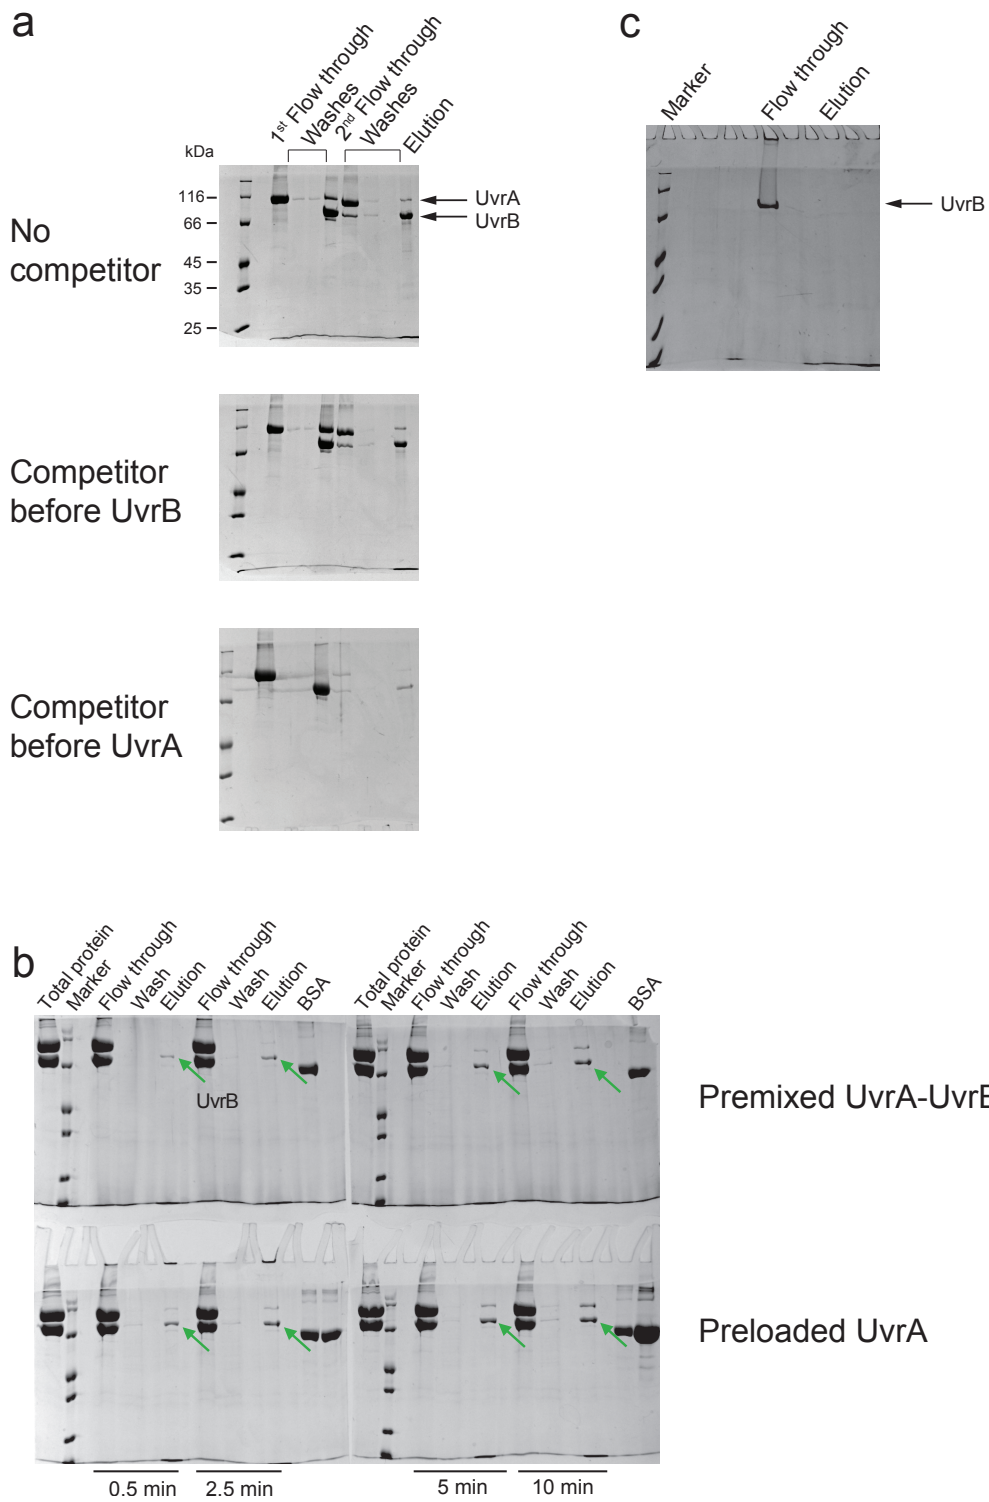 a
1st Flow through
Washes
2nd Flow through
Washes
Elution
kDa
116
66
45
35
25
UvrA
UvrB
No
competitor
Competitor
before UvrB
Competitor
before UvrA
c
Marker
Flow through
Elution
UvrB
b
Total protein
Marker
Flow through
Wash
Elution
Flow through
Wash
Elution
BSA
Total protein
Marker
Flow through
Wash
Elution
Flow through
Wash
Elution
BSA
UvrB
Premixed UvrA-UvrB
Preloaded UvrA
0.5 min
2.5 min
5 min
10 min